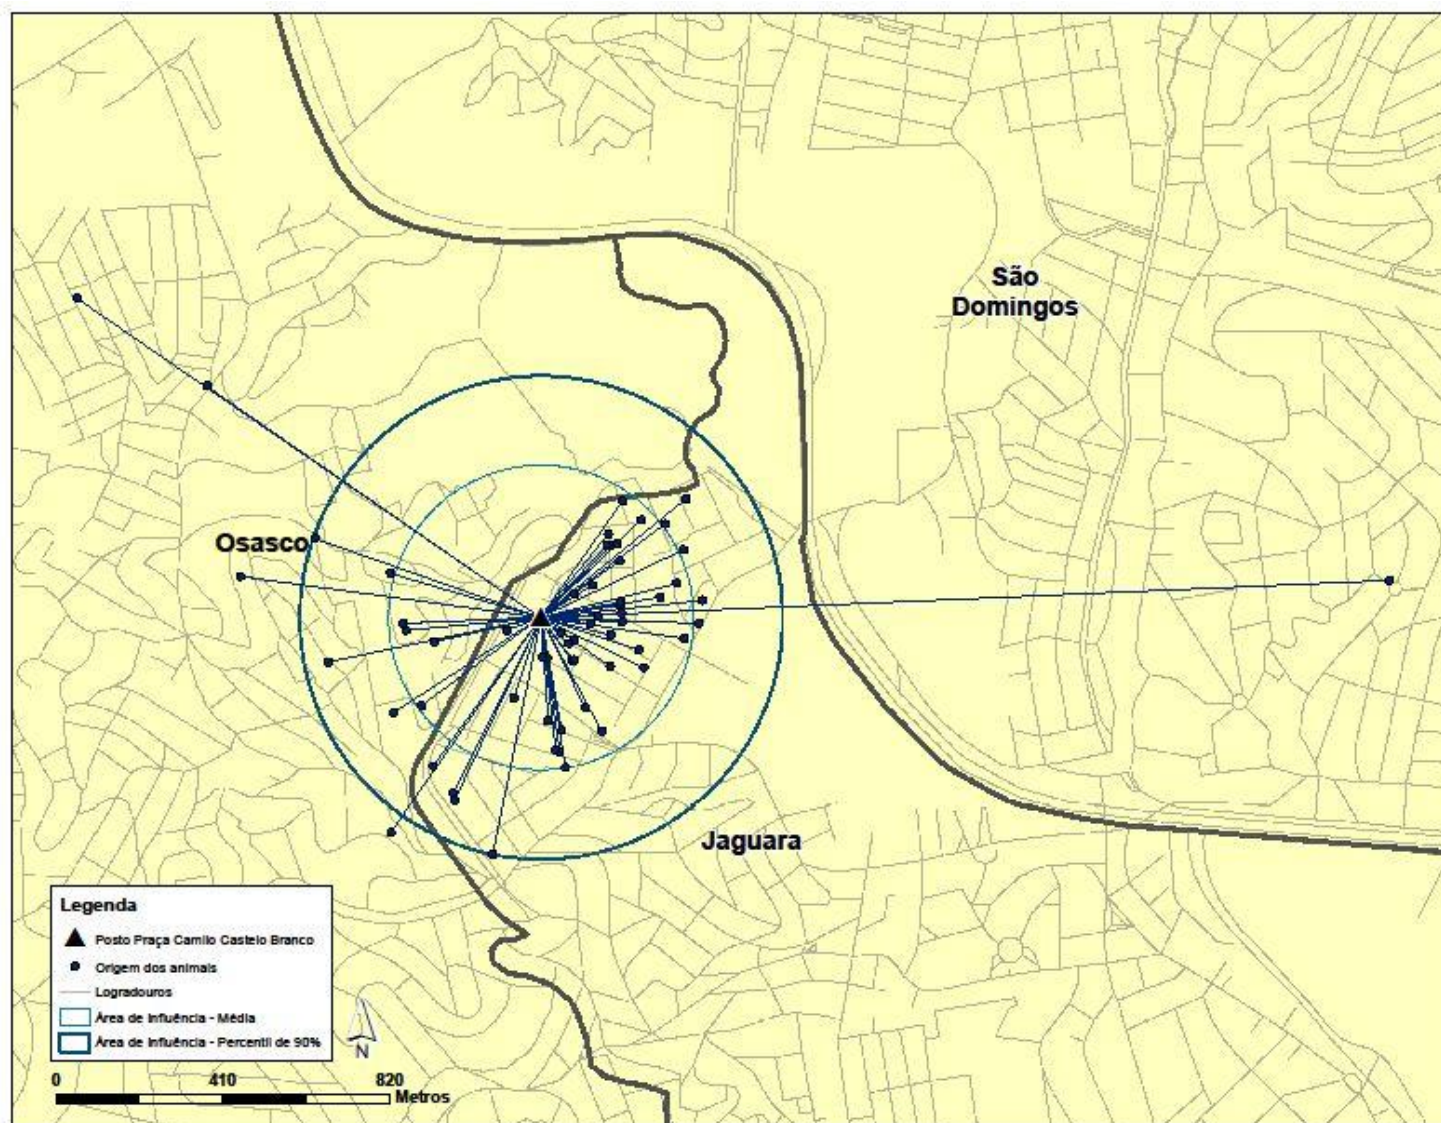 São
Domingos
Osasco
Jaguara
Legenda
Posto Praça Camilo Castelo Branco
Origem dos animais
Logradouros
Área de Influência - Média
Área de Influência - Percentil de 90%
N
0 410 820
Metros